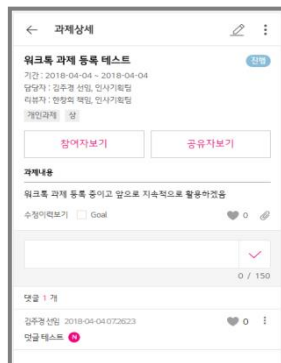 과제상세
워크톡 과제 등록 테스트
진행
기간 : 2018-04-04 ~ 2018-04-04
담당자 : 김주경 선임, 인사기획팀
리뷰자 : 한창희 책임, 인사기획팀
개인과제 상
참여자보기 공유자보기
과제내용
워크톡 과제 등록 중이고 앞으로 지속적으로 활용하겠음
수정이력보기 Goal 0
0 / 150
댓글 1 개
김주경 선임 2018-04-04 07:26:23 0
댓글 테스트 N